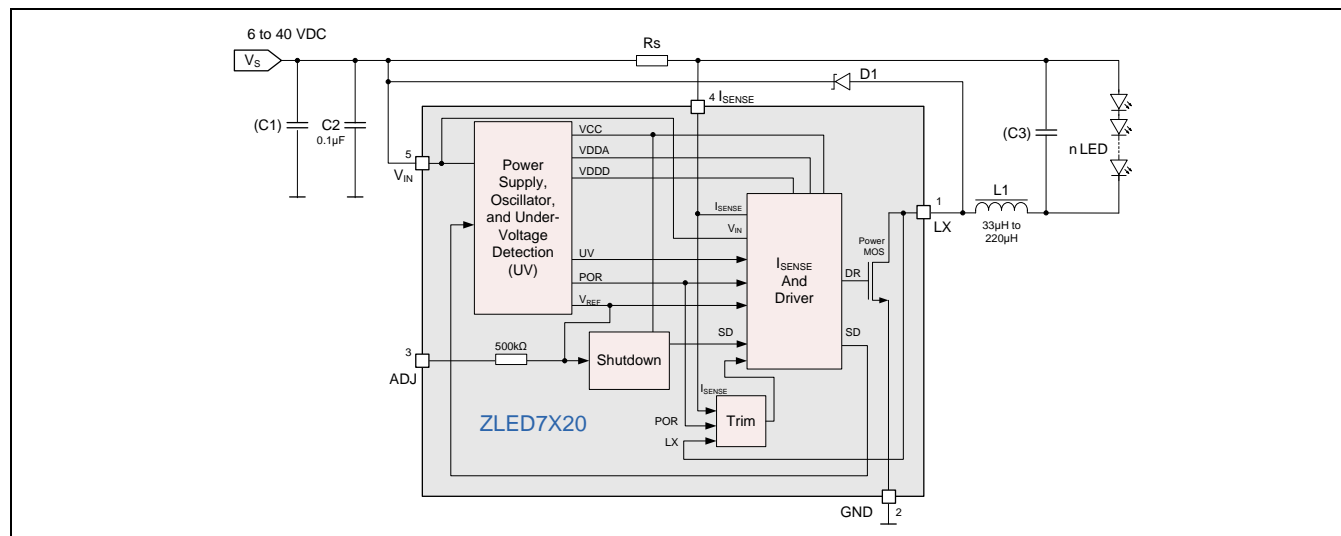 6 to 40 VDC
VS
Rs
D1
4 ISENSE
(C1)
C2
0.1µF
(C3)
n LED
5
VIN
Power
Supply,
Oscillator,
and Under-
Voltage
Detection
(UV)
VCC
VDDA
VDDD
ISENSE
VIN
UV
POR
VREF
ISENSE
And
Driver
Power
MOS
DR
SD
1
LX
L1
33µH to
220µH
3
ADJ
500kΩ
Shutdown
SD
ISENSE
POR
LX
Trim
ZLED7X20
GND
2